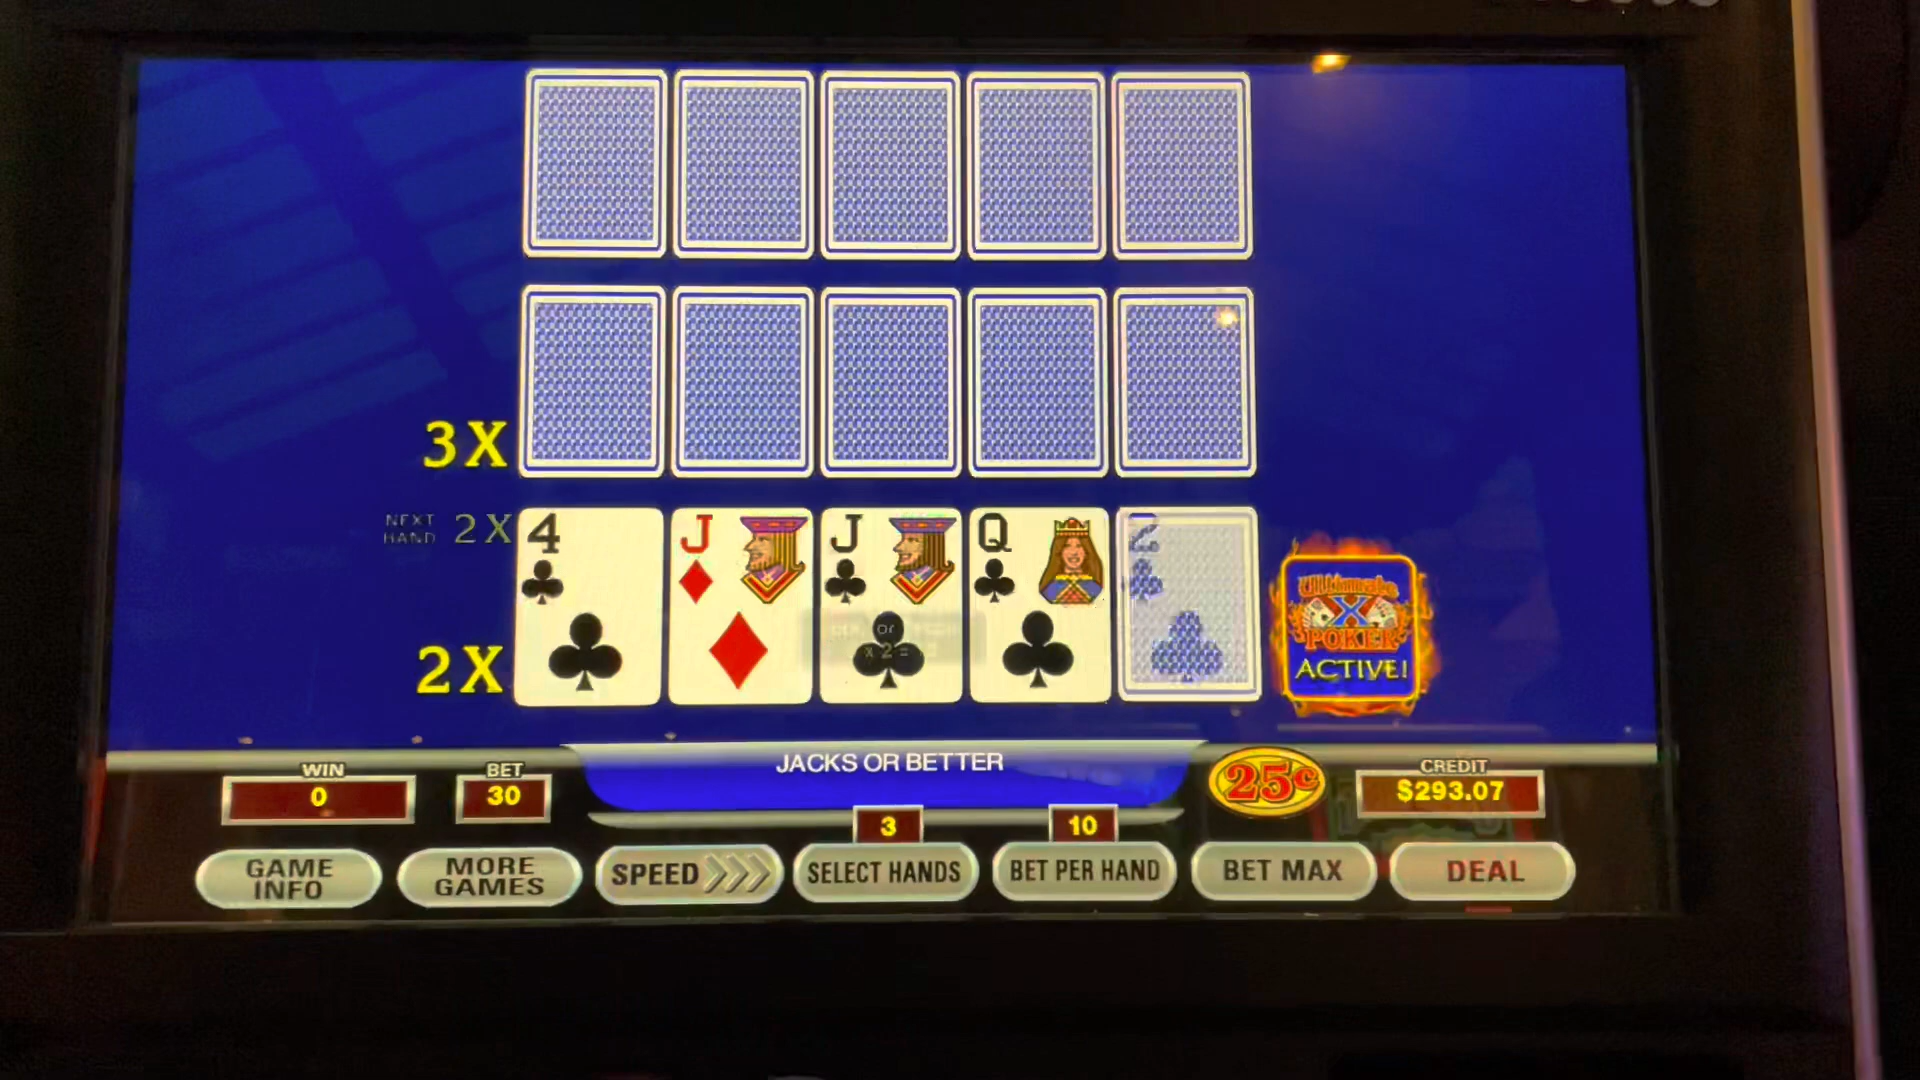 3X
NEXT HAND 2X
4 J J Q 2
2X
Ultimate
X
POKER
ACTIVE!
JACKS OR BETTER
WIN
0
BET
30
25¢
CREDIT
$293.07
3
10
GAME INFO
MORE GAMES
SPEED
SELECT HANDS
BET PER HAND
BET MAX
DEAL